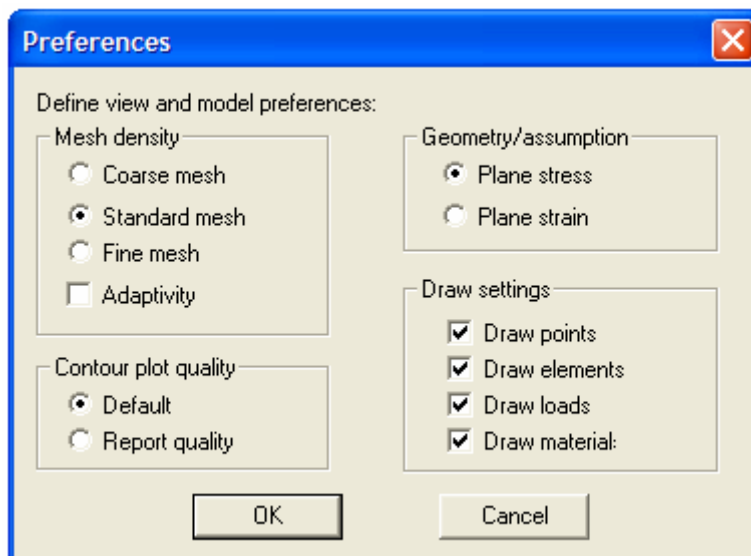 Preferences
Define view and model preferences:
Mesh density
Coarse mesh
Standard mesh
Fine mesh
Adaptivity
Contour plot quality
Default
Report quality
Geometry/assumption
Plane stress
Plane strain
Draw settings
Draw points
Draw elements
Draw loads
Draw material:
OK
Cancel